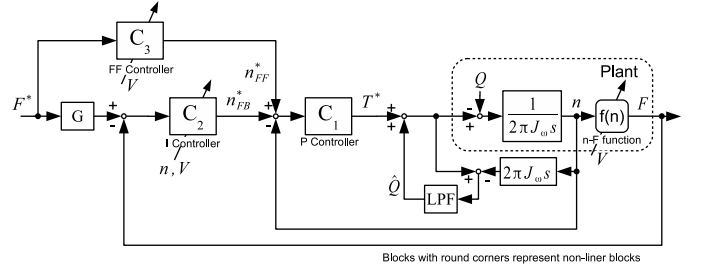 C3
FF Controller
V
n*FF
F*
G
+
-
C2
I Controller
n, V
n*FB
+
+
-
C1
P Controller
T*
+
+
Q̂
LPF
+
-
2πJωs
-
+
Q
1
2πJωs
n
Plant
f(n)
n-F function
V
F
Blocks with round corners represent non-liner blocks